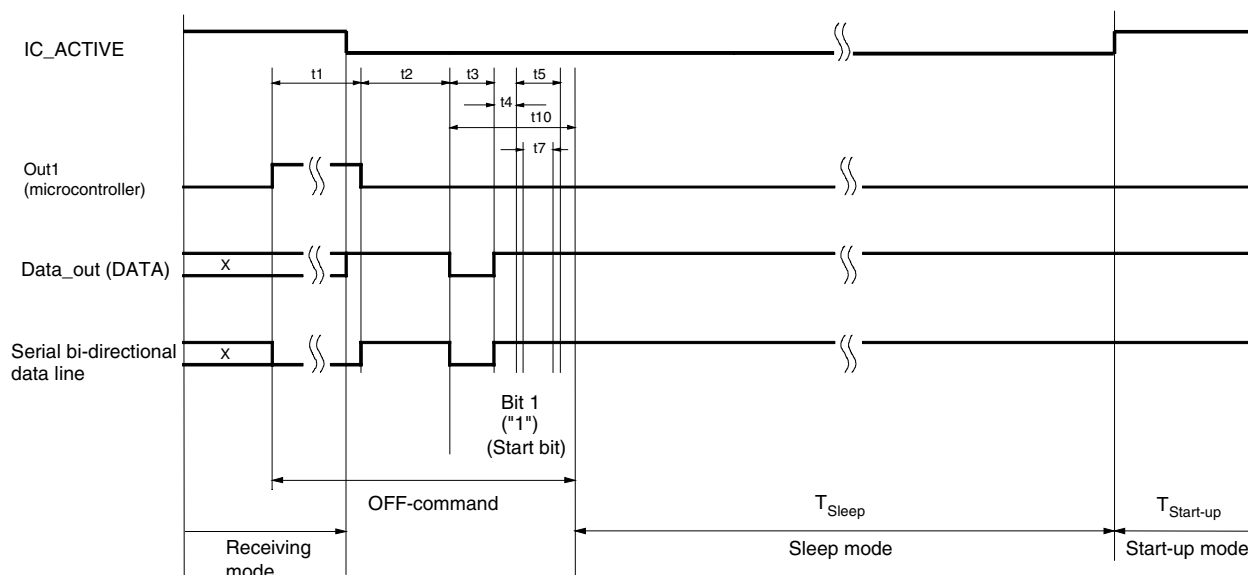 IC_ACTIVE
t1
t2
t3
t5
t4
t10
t7
Out1
(microcontroller)
Data_out (DATA)
X
Serial bi-directional
data line
X
Bit 1
("1")
(Start bit)
OFF-command
TSleep
TStart-up
Receiving
mode
Sleep mode
Start-up mode